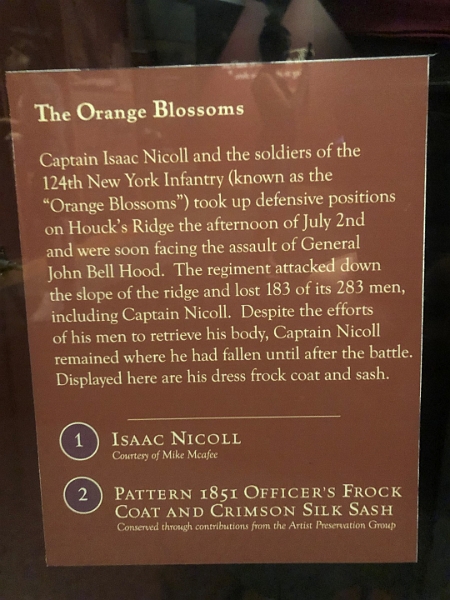 The Orange Blossoms
Captain Isaac Nicoll and the soldiers of the
124th New York Infantry (known as the
“Orange Blossoms”) took up defensive positions
on Houck's Ridge the afternoon of July 2nd
and were soon facing the assault of General
John Bell Hood. The regiment attacked down
the slope of the ridge and lost 183 of its 283 men,
including Captain Nicoll. Despite the efforts
of his men to retrieve his body, Captain Nicoll
remained where he had fallen until after the battle.
Displayed here are his dress frock coat and sash.
1 Isaac Nicoll
Courtesy of Mike Mcafee
2 Pattern 1851 Officer's Frock
Coat and Crimson Silk Sash
Conserved through contributions from the Artist Preservation Group